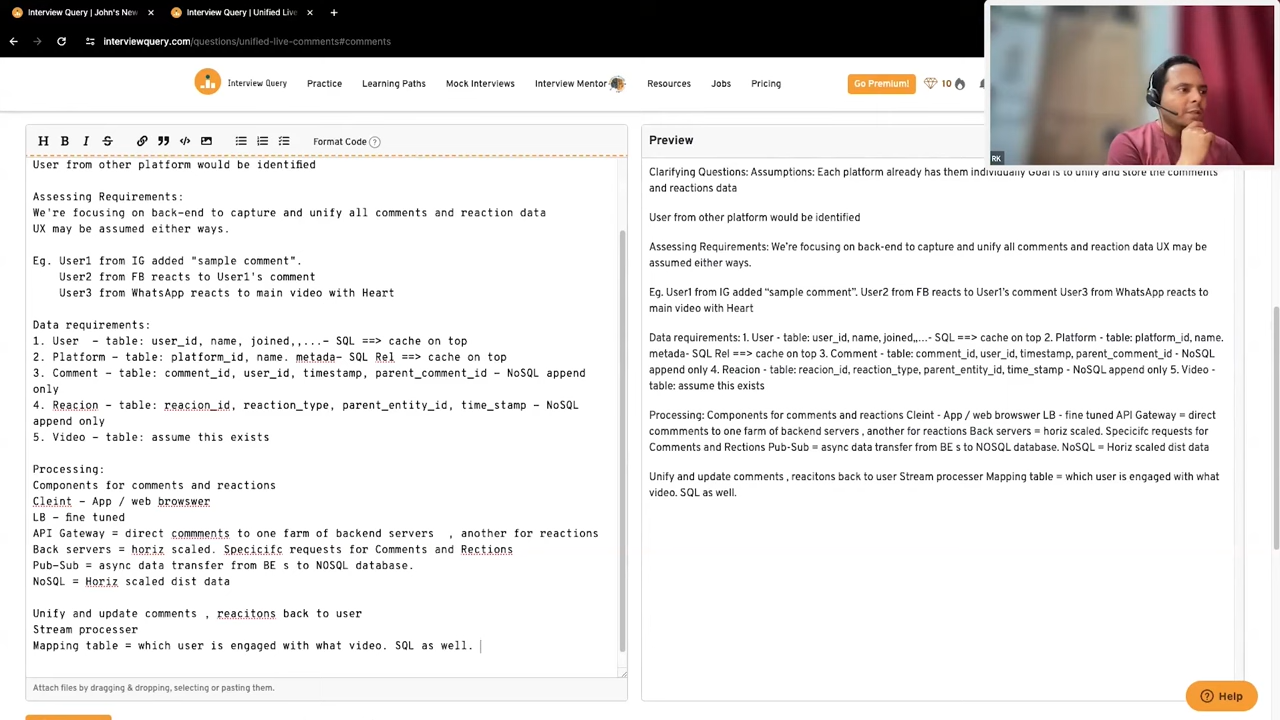 Interview Query | John's New
Interview Query | Unified Live
interviewquery.com/questions/unified-live-comments#comments
Interview Query
Practice
Learning Paths
Mock Interviews
Interview Mentor
Resources
Jobs
Pricing
Go Premium!
10
RK
H B I S
Format Code ?
User from other platform would be identified
Assessing Requirements:
We're focusing on back-end to capture and unify all comments and reaction data
UX may be assumed either ways.
Eg. User1 from IG added "sample comment".
User2 from FB reacts to User1's comment
User3 from WhatsApp reacts to main video with Heart
Data requirements:
1. User - table: user_id, name, joined,,...- SQL ==> cache on top
2. Platform - table: platform_id, name. metada- SQL Rel ==> cache on top
3. Comment - table: comment_id, user_id, timestamp, parent_comment_id - NoSQL append
only
4. Reacion - table: reacion_id, reaction_type, parent_entity_id, time_stamp - NoSQL
append only
5. Video - table: assume this exists
Processing:
Components for comments and reactions
Cleint - App / web browswer
LB - fine tuned
API Gateway = direct commments to one farm of backend servers , another for reactions
Back servers = horiz scaled. Specicifc requests for Comments and Rections
Pub-Sub = async data transfer from BE s to NOSQL database.
NoSQL = Horiz scaled dist data
Unify and update comments , reacitons back to user
Stream processer
Mapping table = which user is engaged with what video. SQL as well.
Attach files by dragging & dropping, selecting or pasting them.
Preview
Clarifying Questions: Assumptions: Each platform already has them individually Goal is to unify and store the comments
and reactions data
User from other platform would be identified
Assessing Requirements: We're focusing on back-end to capture and unify all comments and reaction data UX may be
assumed either ways.
Eg. User1 from IG added “sample comment”. User2 from FB reacts to User1’s comment User3 from WhatsApp reacts to
main video with Heart
Data requirements: 1. User - table: user_id, name, joined,,…- SQL ==> cache on top 2. Platform - table: platform_id, name.
metada- SQL Rel ==> cache on top 3. Comment - table: comment_id, user_id, timestamp, parent_comment_id - NoSQL
append only 4. Reacion - table: reacion_id, reaction_type, parent_entity_id, time_stamp - NoSQL append only 5. Video -
table: assume this exists
Processing: Components for comments and reactions Cleint - App / web browswer LB - fine tuned API Gateway = direct
commments to one farm of backend servers , another for reactions Back servers = horiz scaled. Specicifc requests for
Comments and Rections Pub-Sub = async data transfer from BE s to NOSQL database. NoSQL = Horiz scaled dist data
Unify and update comments , reacitons back to user Stream processer Mapping table = which user is engaged with what
video. SQL as well.
Help